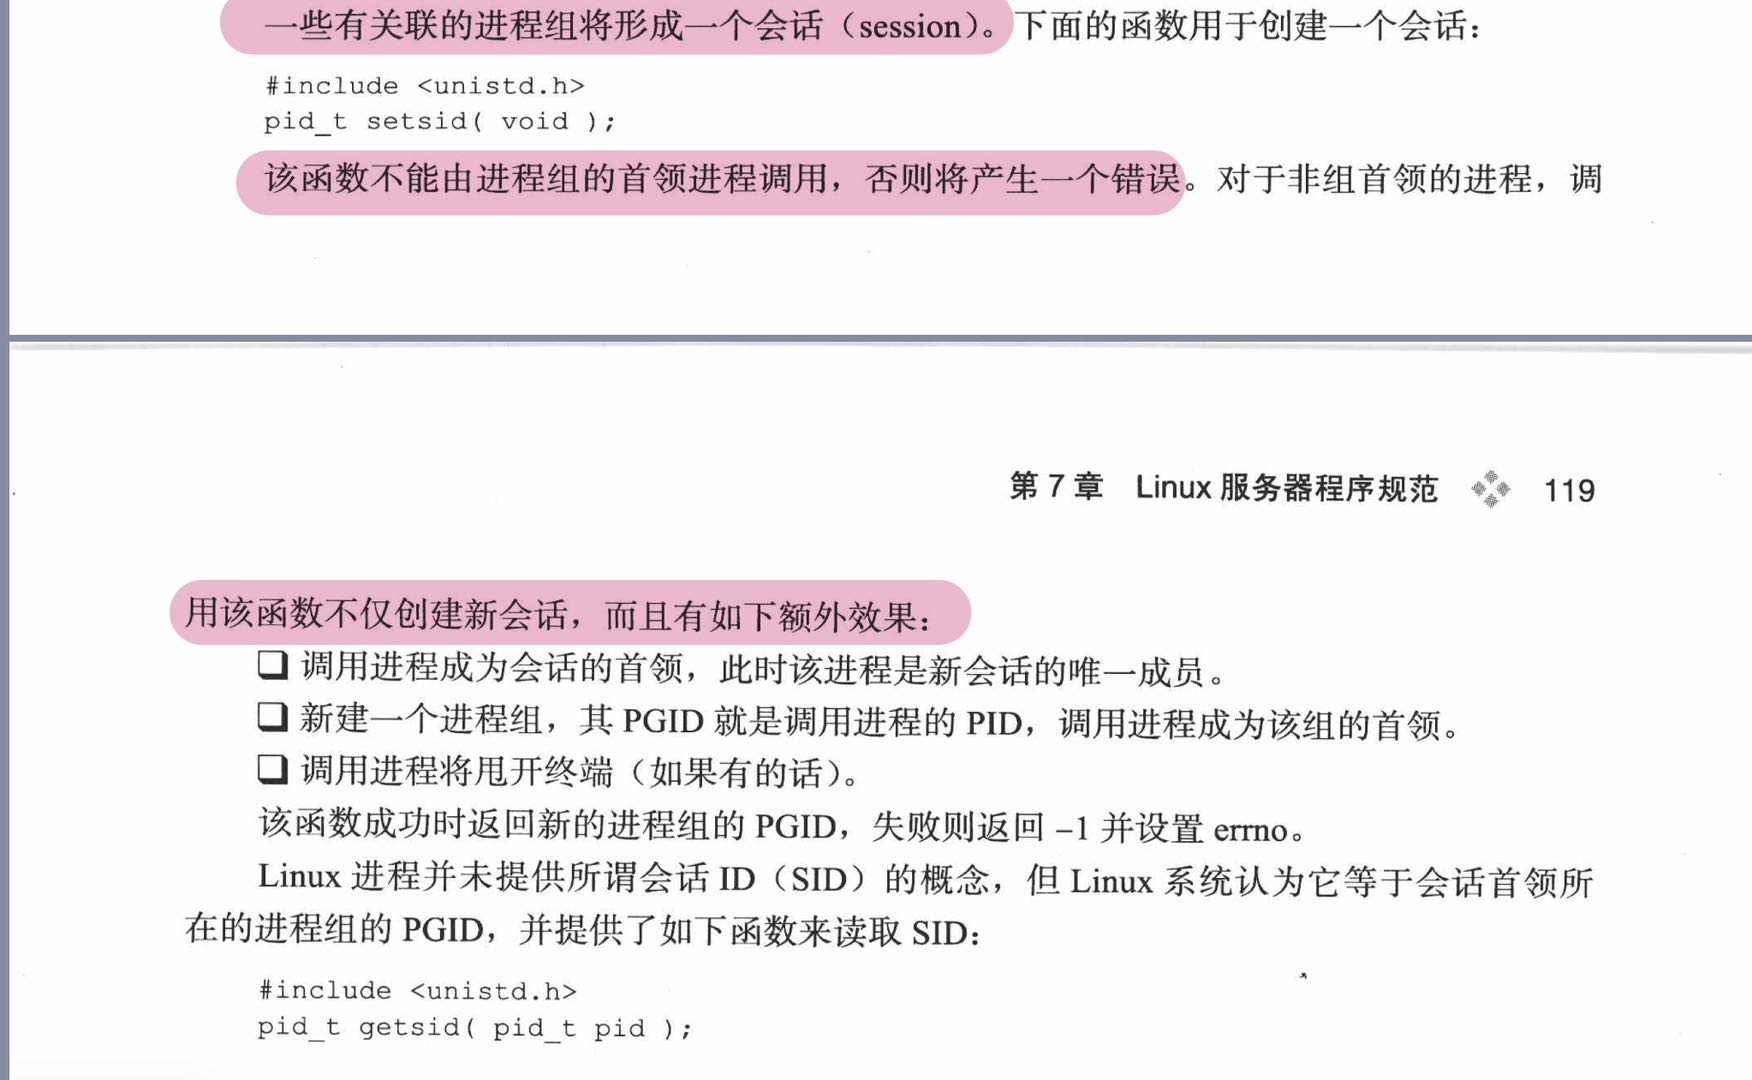 一些有关联的进程组将形成一个会话（session）。下面的函数用于创建一个会话：
#include <unistd.h>
pid_t setsid( void );
该函数不能由进程组的首领进程调用，否则将产生一个错误。对于非组首领的进程，调
第 7 章 Linux 服务器程序规范 119
用该函数不仅创建新会话，而且有如下额外效果：
❏ 调用进程成为会话的首领，此时该进程是新会话的唯一成员。
❏ 新建一个进程组，其 PGID 就是调用进程的 PID，调用进程成为该组的首领。
❏ 调用进程将甩开终端（如果有的话）。
该函数成功时返回新的进程组的 PGID，失败则返回 –1 并设置 errno。
Linux 进程并未提供所谓会话 ID（SID）的概念，但 Linux 系统认为它等于会话首领所
在的进程组的 PGID，并提供了如下函数来读取 SID：
#include <unistd.h>
pid_t getsid( pid_t pid );